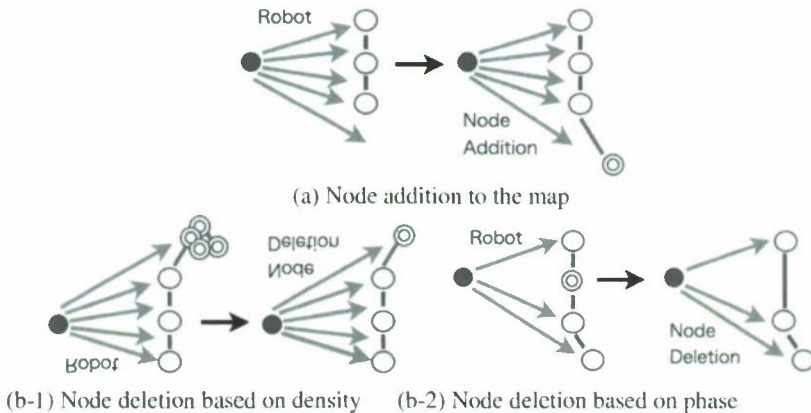 Robot
Node
Addition
(a) Node addition to the map
Node
Deletion
Robot
Robot
Node
Deletion
(b-1) Node deletion based on density
(b-2) Node deletion based on phase